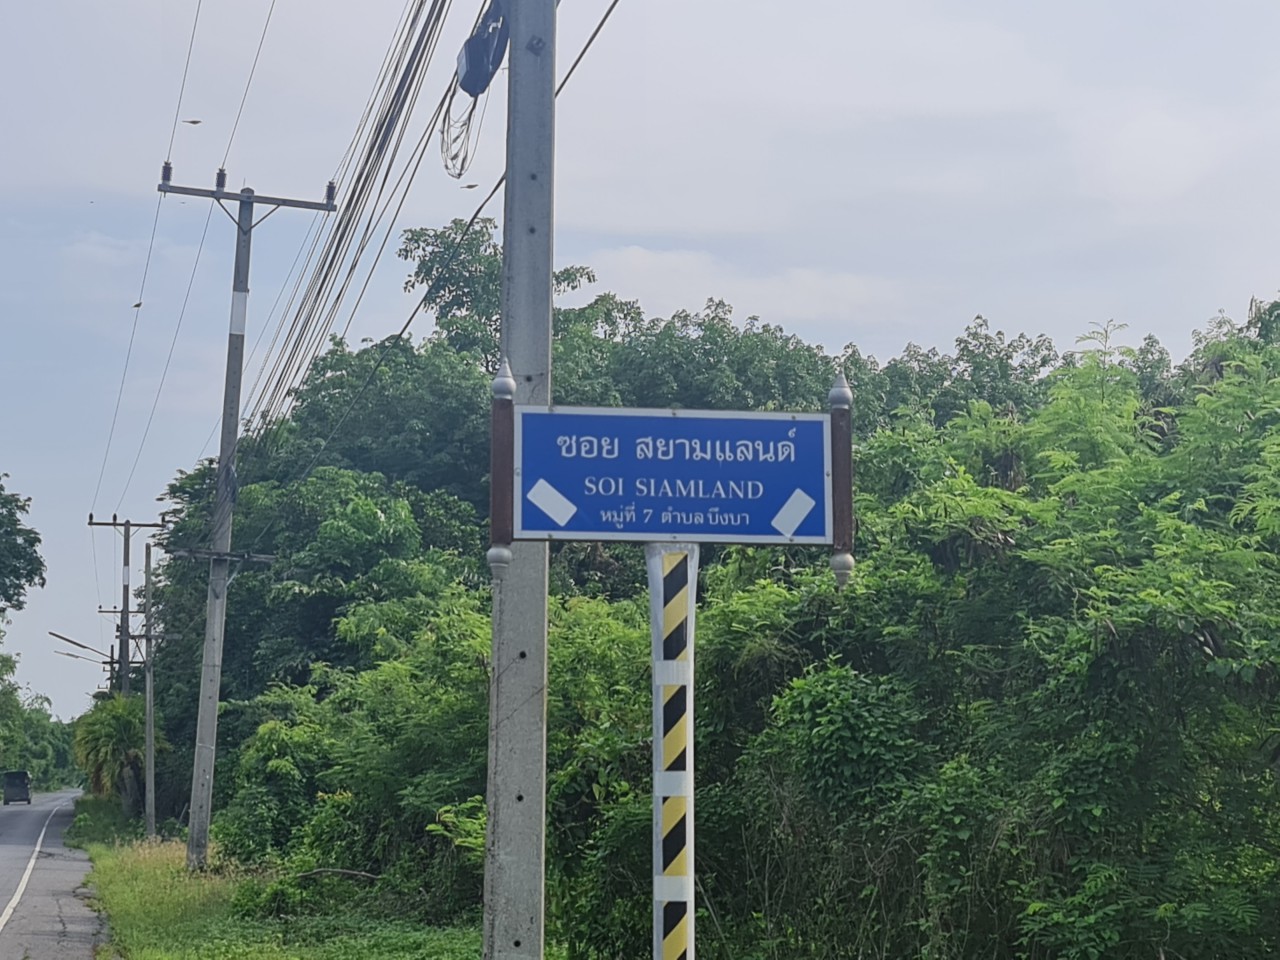 ซอย สยามแลนด์
SOI SIAMLAND
หมู่ที่ 7 ตำบล บึงบา